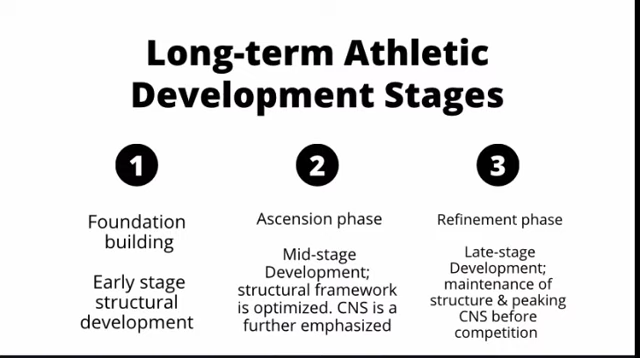 Long-term Athletic
Development Stages
1
2
3
Foundation
building
Early stage
structural
development
Ascension phase
Mid-stage
Development;
structural framework
is optimized. CNS is a
further emphasized
Refinement phase
Late-stage
Development;
maintenance of
structure & peaking
CNS before
competition